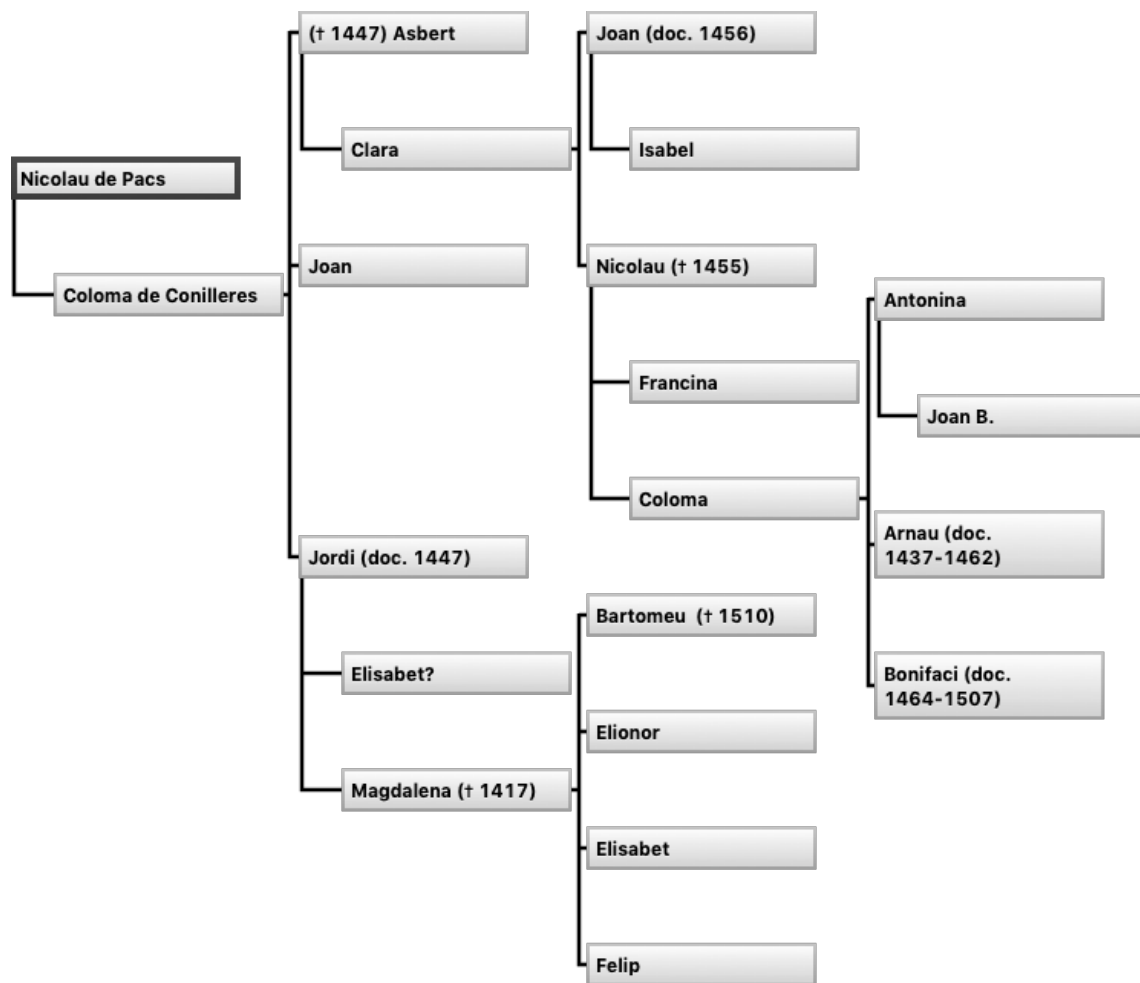 Nicolau de Pacs
Coloma de Conilleres
(† 1447) Asbert
Clara
Joan
Jordi (doc. 1447)
Elisabet?
Magdalena († 1417)
Joan (doc. 1456)
Isabel
Nicolau († 1455)
Francina
Coloma
Bartomeu  († 1510)
Elionor
Elisabet
Felip
Antonina
Joan B.
Arnau (doc.
1437-1462)
Bonifaci (doc.
1464-1507)